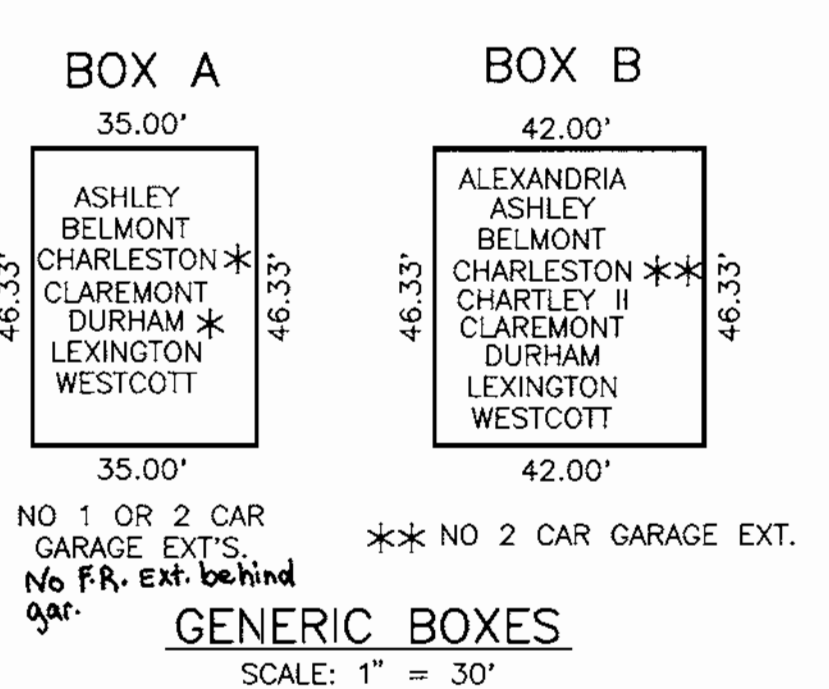 BOX A
35.00'
46.33'
ASHLEY
BELMONT
CHARLESTON *
CLAREMONT
DURHAM *
LEXINGTON
WESTCOTT
46.33'
35.00'
NO 1 OR 2 CAR
GARAGE EXT'S.
No F.R. Ext. behind
gar.
BOX B
42.00'
46.33'
ALEXANDRIA
ASHLEY
BELMONT
CHARLESTON **
CHARTLEY II
CLAREMONT
DURHAM
LEXINGTON
WESTCOTT
46.33'
42.00'
** NO 2 CAR GARAGE EXT.
GENERIC BOXES
SCALE: 1" = 30'